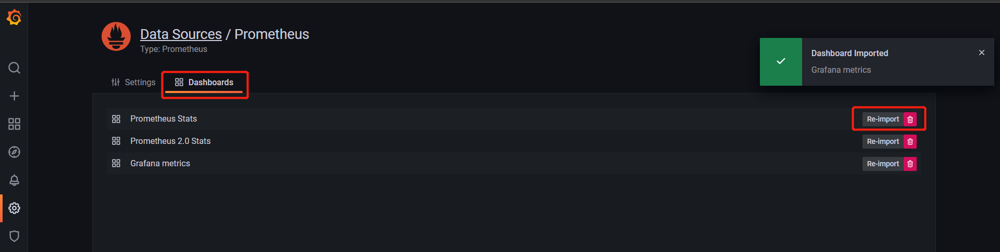 Data Sources / Prometheus
Type: Prometheus
Dashboard Imported
Grafana metrics
Settings
Dashboards
Prometheus Stats
Re-import
Prometheus 2.0 Stats
Re-import
Grafana metrics
Re-import